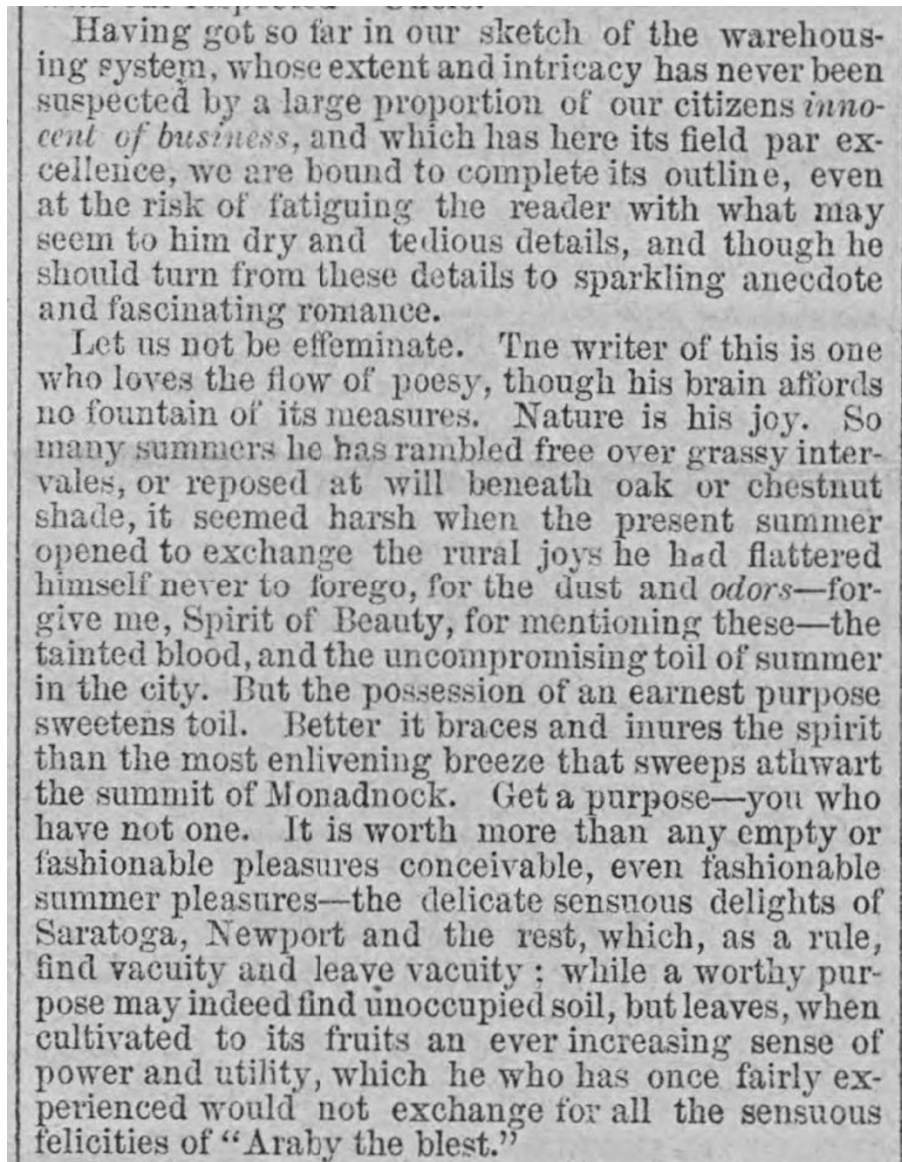 Having got so far in our sketch of the warehous-
ing system, whose extent and intricacy has never been
suspected by a large proportion of our citizens inno-
cent of business, and which has here its field par ex-
cellence, we are bound to complete its outline, even
at the risk of fatiguing the reader with what may
seem to him dry and tedious details, and though he
should turn from these details to sparkling anecdote
and fascinating romance.
Let us not be effeminate. Tne writer of this is one
who loves the flow of poesy, though his brain affords
no fountain of its measures. Nature is his joy. So
many summers he has rambled free over grassy inter-
vales, or reposed at will beneath oak or chestnut
shade, it seemed harsh when the present summer
opened to exchange the rural joys he had flattered
himself never to forego, for the dust and odors—for-
give me, Spirit of Beauty, for mentioning these—the
tainted blood, and the uncompromising toil of summer
in the city. But the possession of an earnest purpose
sweetens toil. Better it braces and inures the spirit
than the most enlivening breeze that sweeps athwart
the summit of Monadnock. Get a purpose—you who
have not one. It is worth more than any empty or
fashionable pleasures conceivable, even fashionable
summer pleasures—the delicate sensuous delights of
Saratoga, Newport and the rest, which, as a rule,
find vacuity and leave vacuity; while a worthy pur-
pose may indeed find unoccupied soil, but leaves, when
cultivated to its fruits an ever increasing sense of
power and utility, which he who has once fairly ex-
perienced would not exchange for all the sensuous
felicities of "Araby the blest."